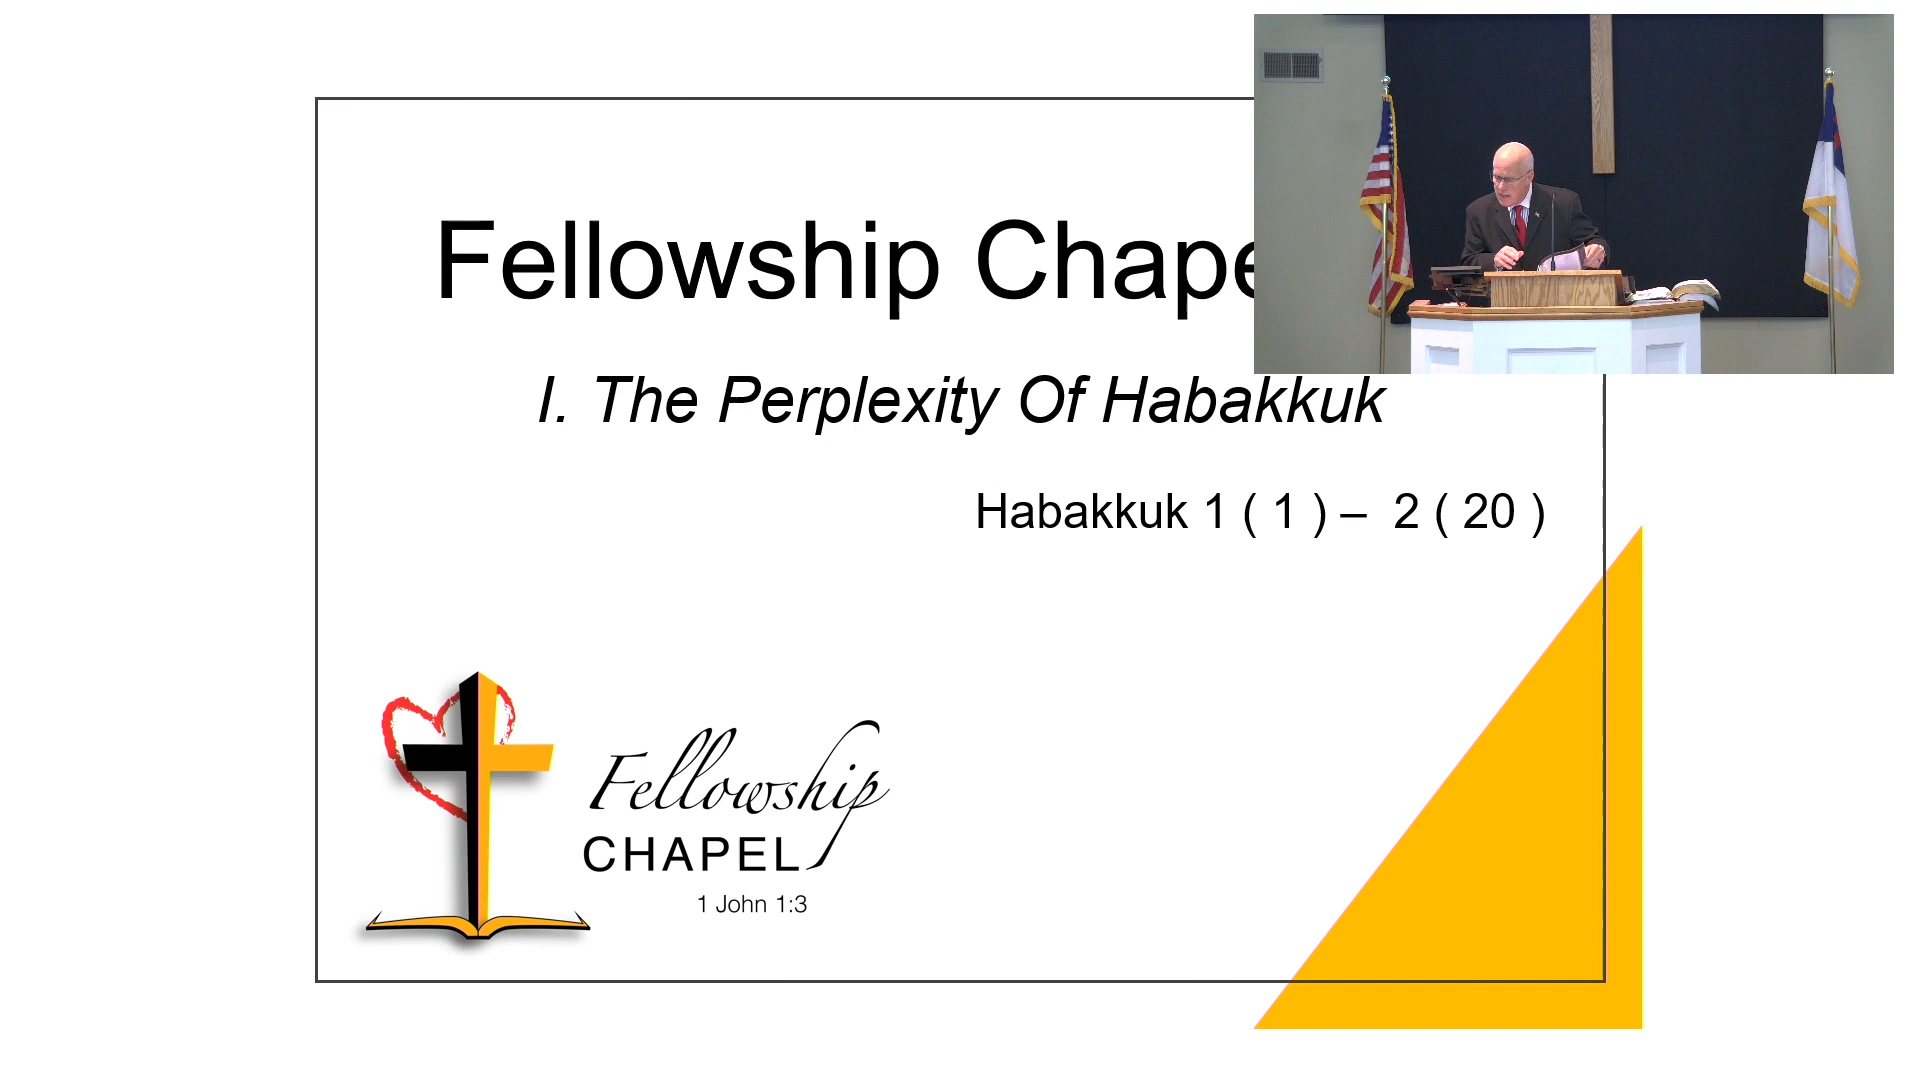 Fellowship Chape
I. The Perplexity Of Habakkuk
Habakkuk 1 ( 1 ) – 2 ( 20 )
Fellowship
CHAPEL
1 John 1:3